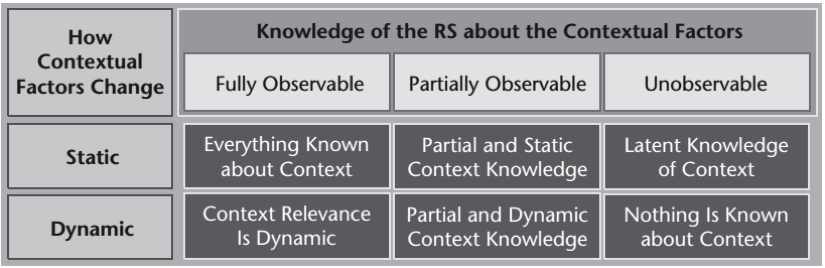 How
Contextual
Factors Change
Knowledge of the RS about the Contextual Factors
Fully Observable
Partially Observable
Unobservable
Static
Everything Known
about Context
Partial and Static
Context Knowledge
Latent Knowledge
of Context
Dynamic
Context Relevance
Is Dynamic
Partial and Dynamic
Context Knowledge
Nothing Is Known
about Context